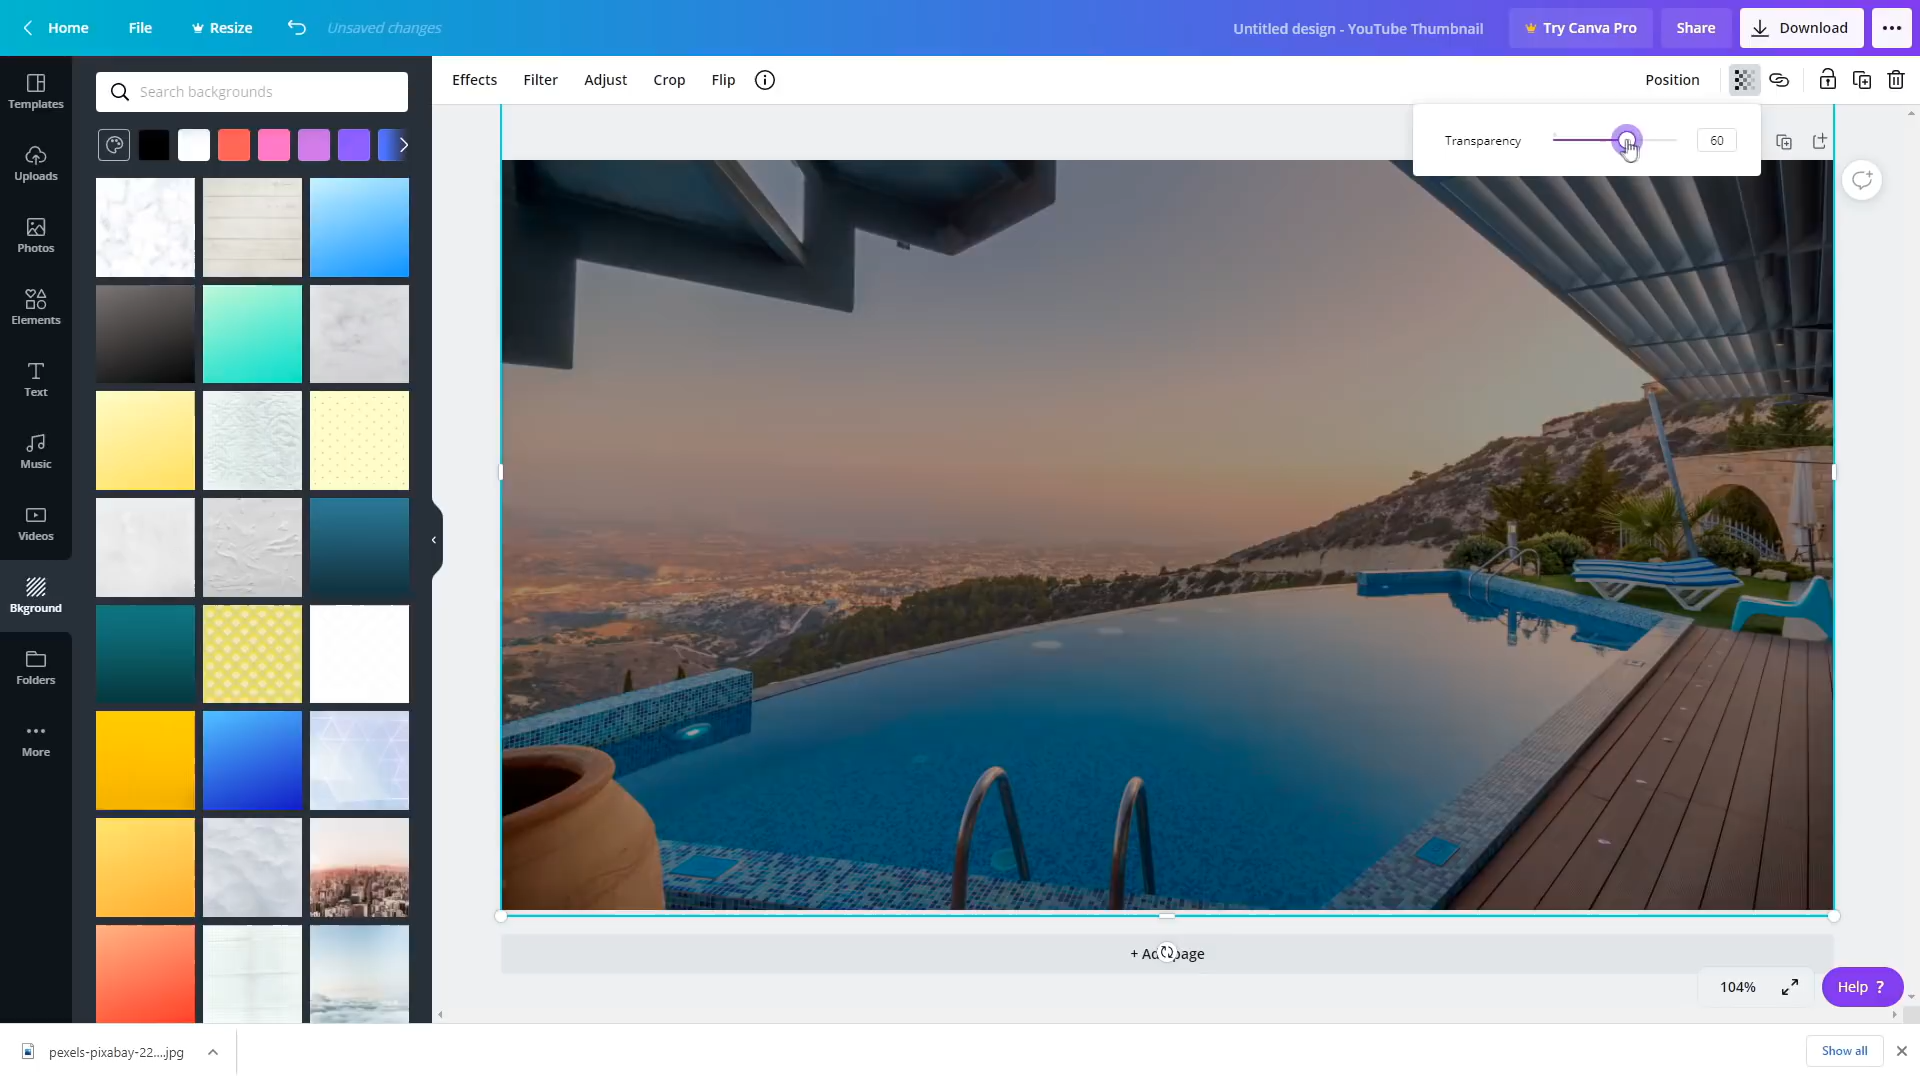 Home
File
Resize
Unsaved changes
Untitled design - YouTube Thumbnail
Try Canva Pro
Share
Download
Templates
Uploads
Photos
Elements
Text
Music
Videos
Bkground
Folders
More
Search backgrounds
Effects
Filter
Adjust
Crop
Flip
Position
Transparency
60
+ Add page
104%
Help ?
pexels-pixabay-22....jpg
Show all